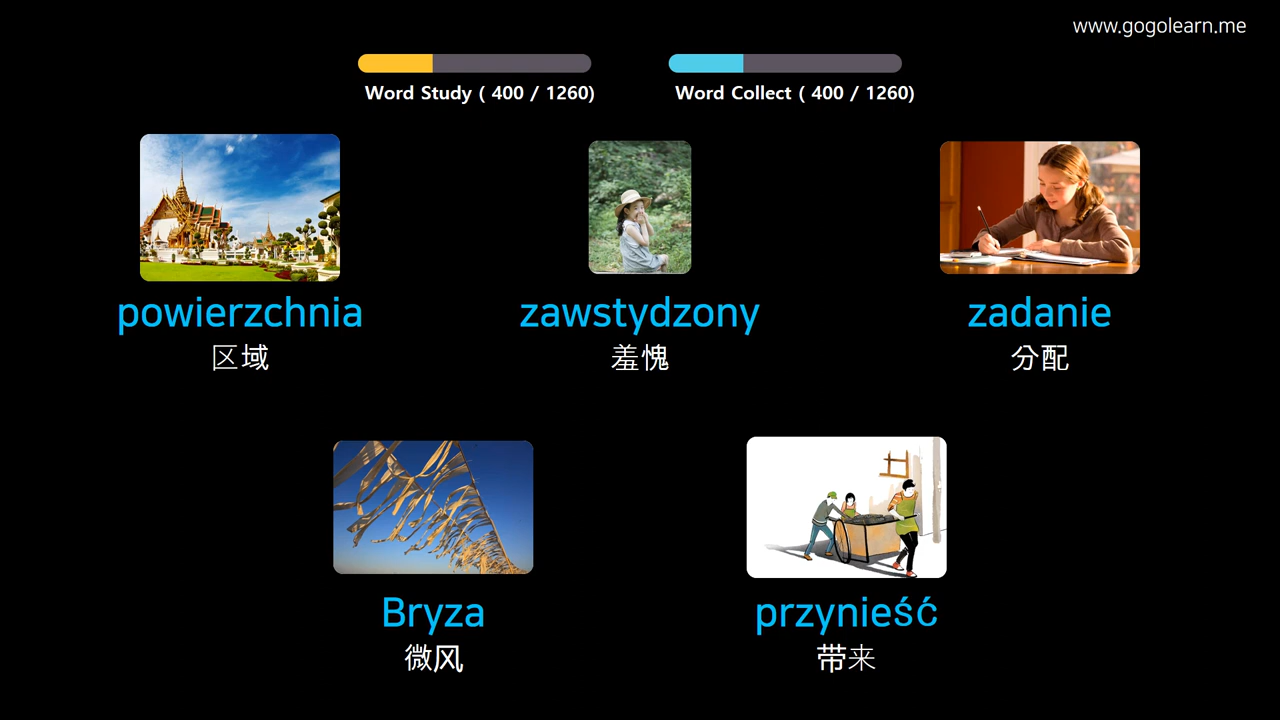 www.gogolearn.me
Word Study ( 400 / 1260)
Word Collect ( 400 / 1260)
powierzchnia
区域
zawstydzony
羞愧
zadanie
分配
Bryza
微风
przynieść
带来